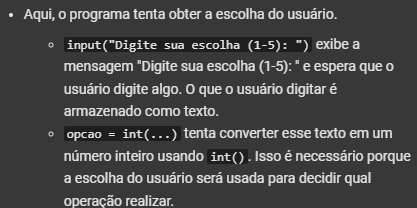 Aqui, o programa tenta obter a escolha do usuário.
input("Digite sua escolha (1-5): ") exibe a
mensagem "Digite sua escolha (1-5): " e espera que o
usuário digite algo. O que o usuário digitar é
armazenado como texto.
opcao = int(...) tenta converter esse texto em um
número inteiro usando int(). Isso é necessário porque
a escolha do usuário será usada para decidir qual
operação realizar.